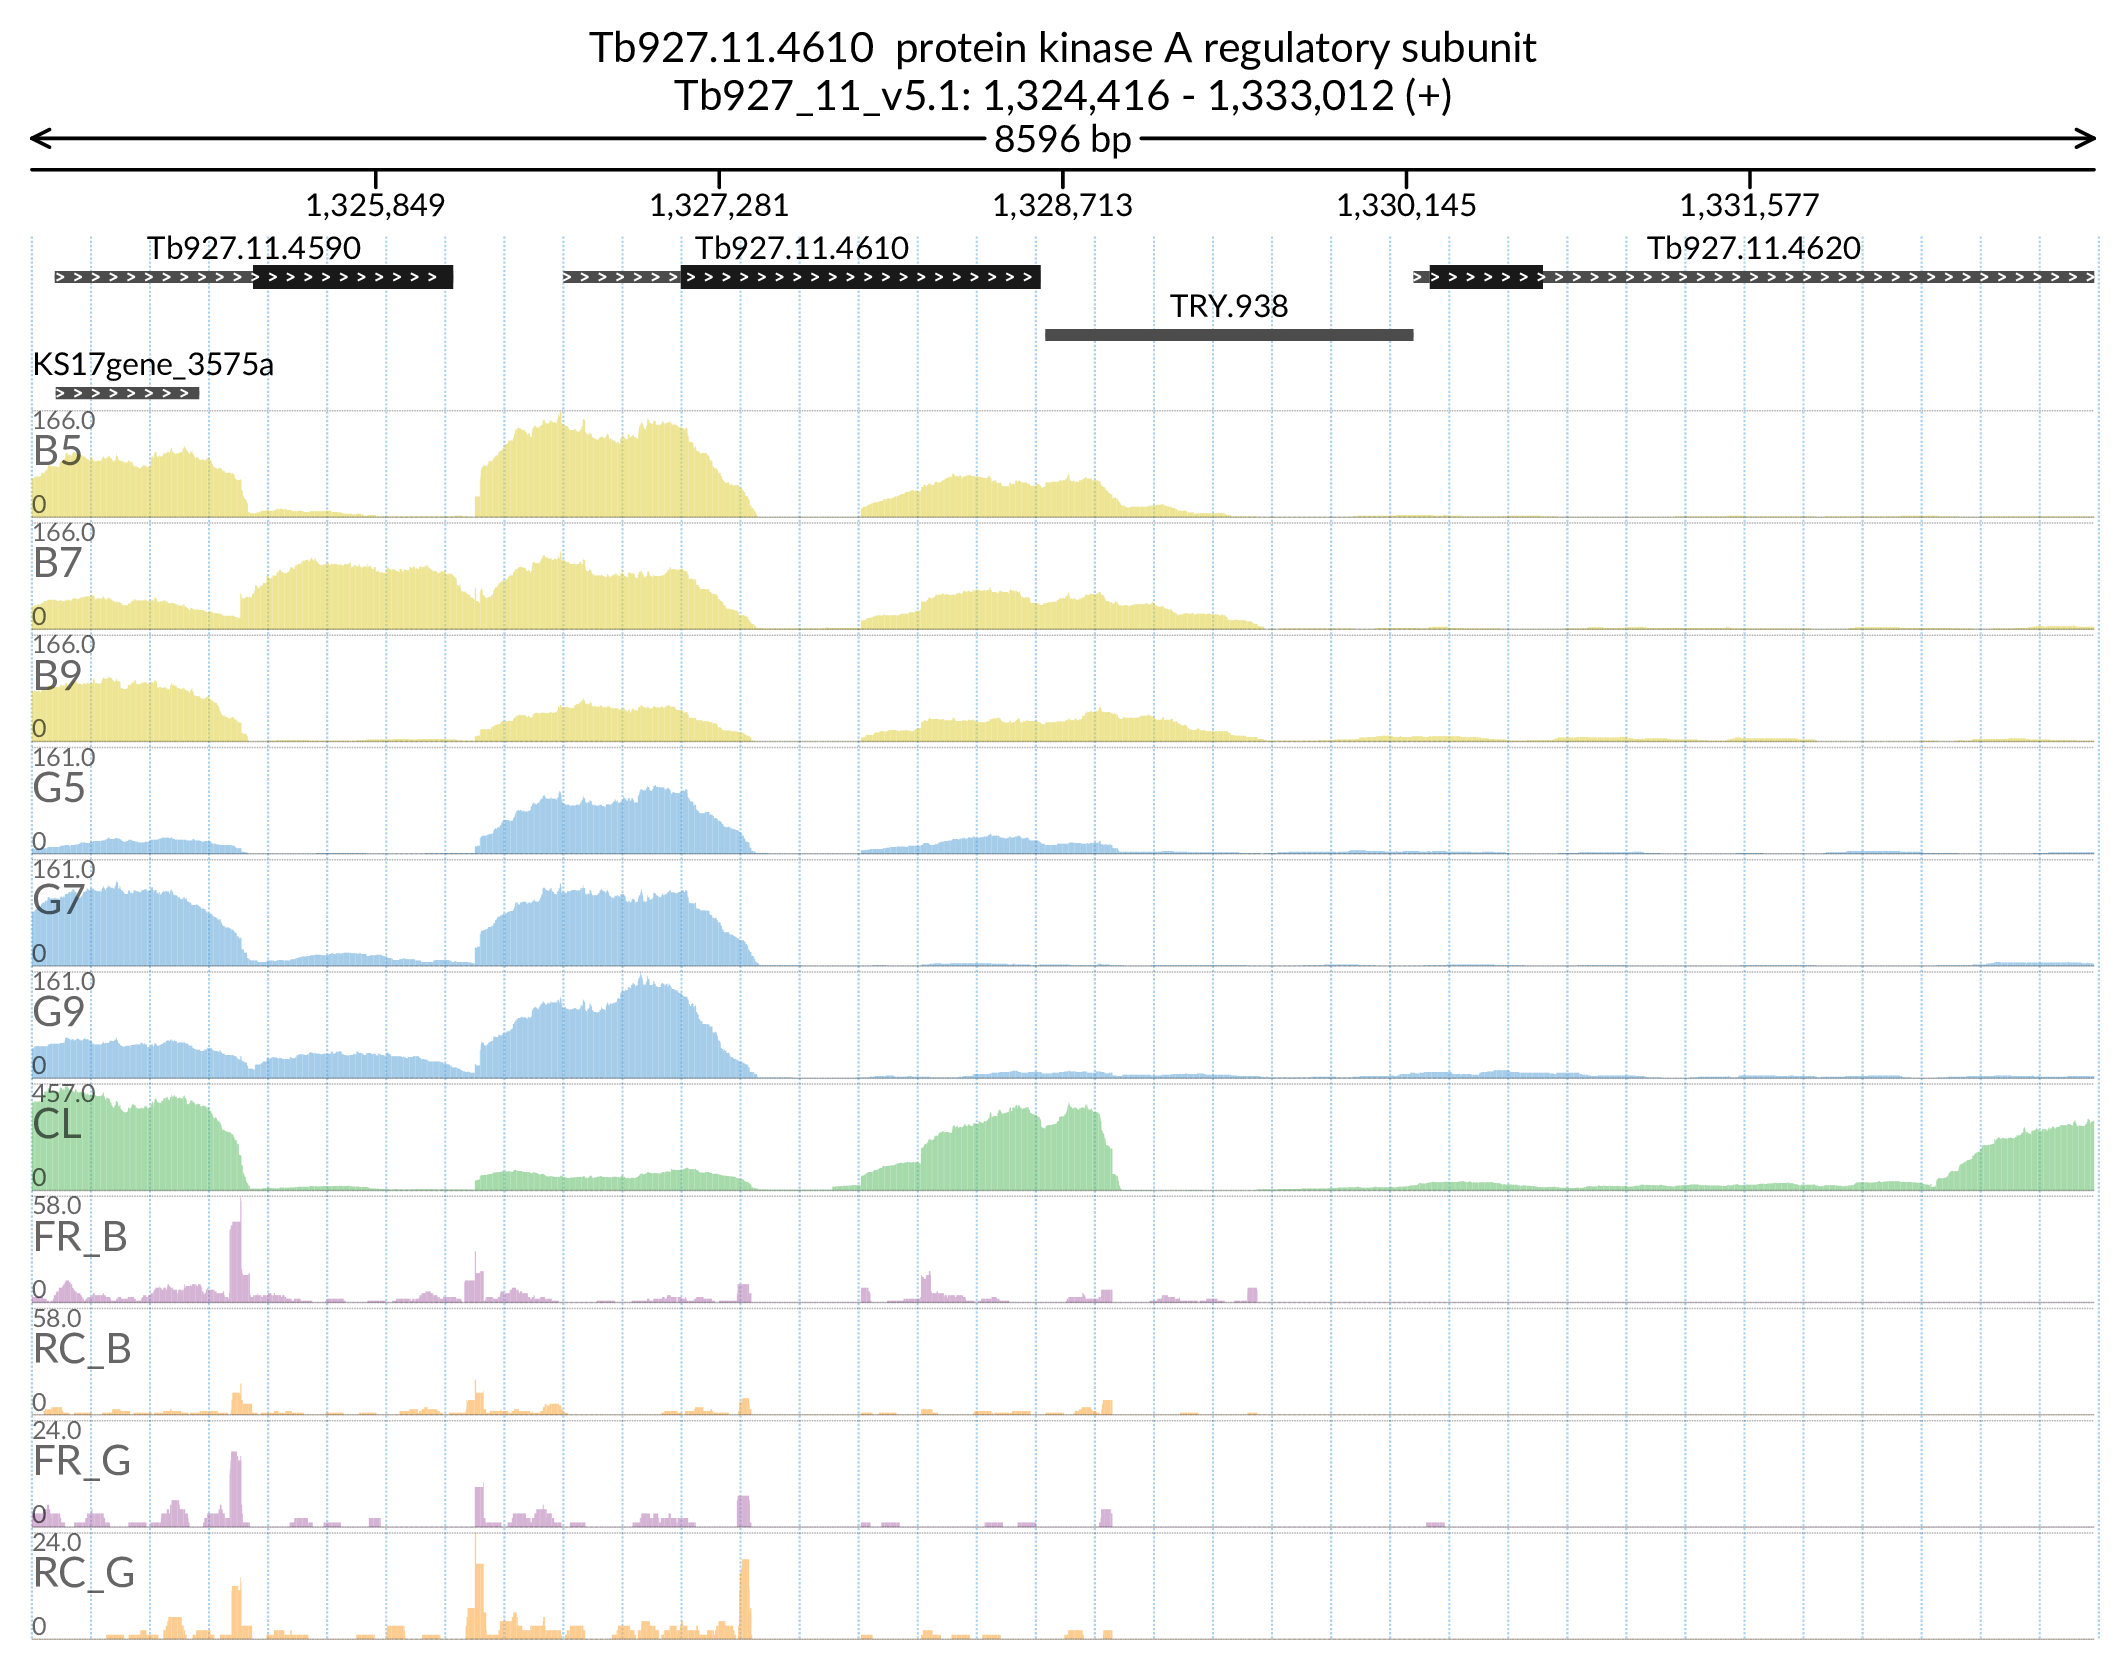 Tb927.11.4610  protein kinase A regulatory subunit
Tb927_11_v5.1: 1,324,416 - 1,333,012 (+)
8596 bp
1,325,849 1,327,281 1,328,713 1,330,145 1,331,577
Tb927.11.4590 Tb927.11.4610 Tb927.11.4620
TRY.938
KS17gene_3575a
166.0
B5
0
166.0
B7
0
166.0
B9
0
161.0
G5
0
161.0
G7
0
161.0
G9
0
457.0
CL
0
58.0
FR_B
0
58.0
RC_B
0
24.0
FR_G
0
24.0
RC_G
0